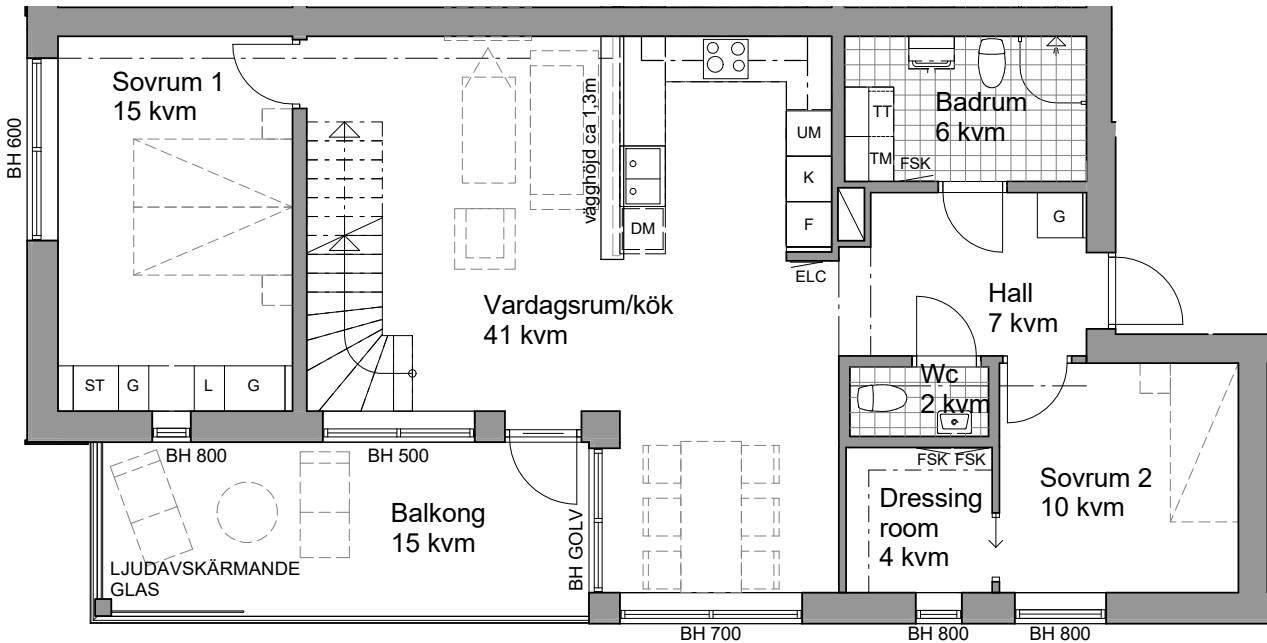 Sovrum 1
15 kvm
BH 600
ST
G
L
G
BH 800
BH 500
vägghöjd ca 1,3m
DM
UM
K
F
ELC
Vardagsrum/kök
41 kvm
TT
TM
FSK
Badrum
6 kvm
G
Hall
7 kvm
Wc
2 kvm
FSK FSK
Dressing
room
4 kvm
Sovrum 2
10 kvm
Balkong
15 kvm
LJUDAVSKÄRMANDE
GLAS
BH GOLV
BH 700
BH 800
BH 800